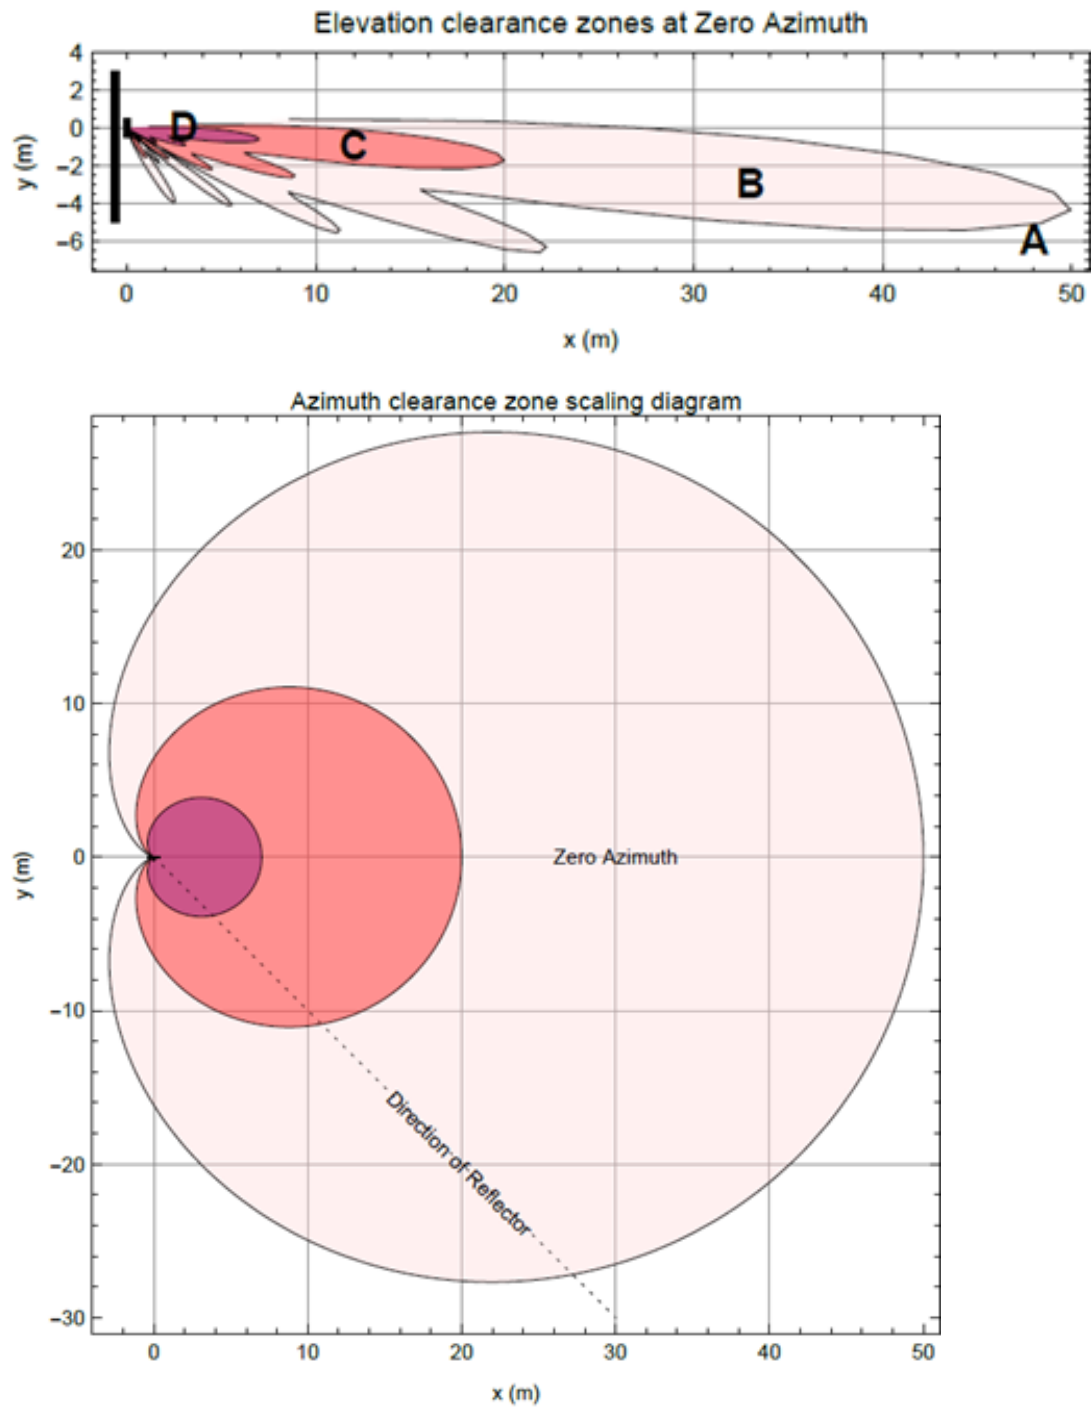 Elevation clearance zones at Zero Azimuth
4
2
0
−2
−4
−6
y (m)
D
C
B
A
0 10 20 30 40 50
x (m)
Azimuth clearance zone scaling diagram
20
10
0
−10
−20
−30
y (m)
Zero Azimuth
Direction of Reflector
0 10 20 30 40 50
x (m)